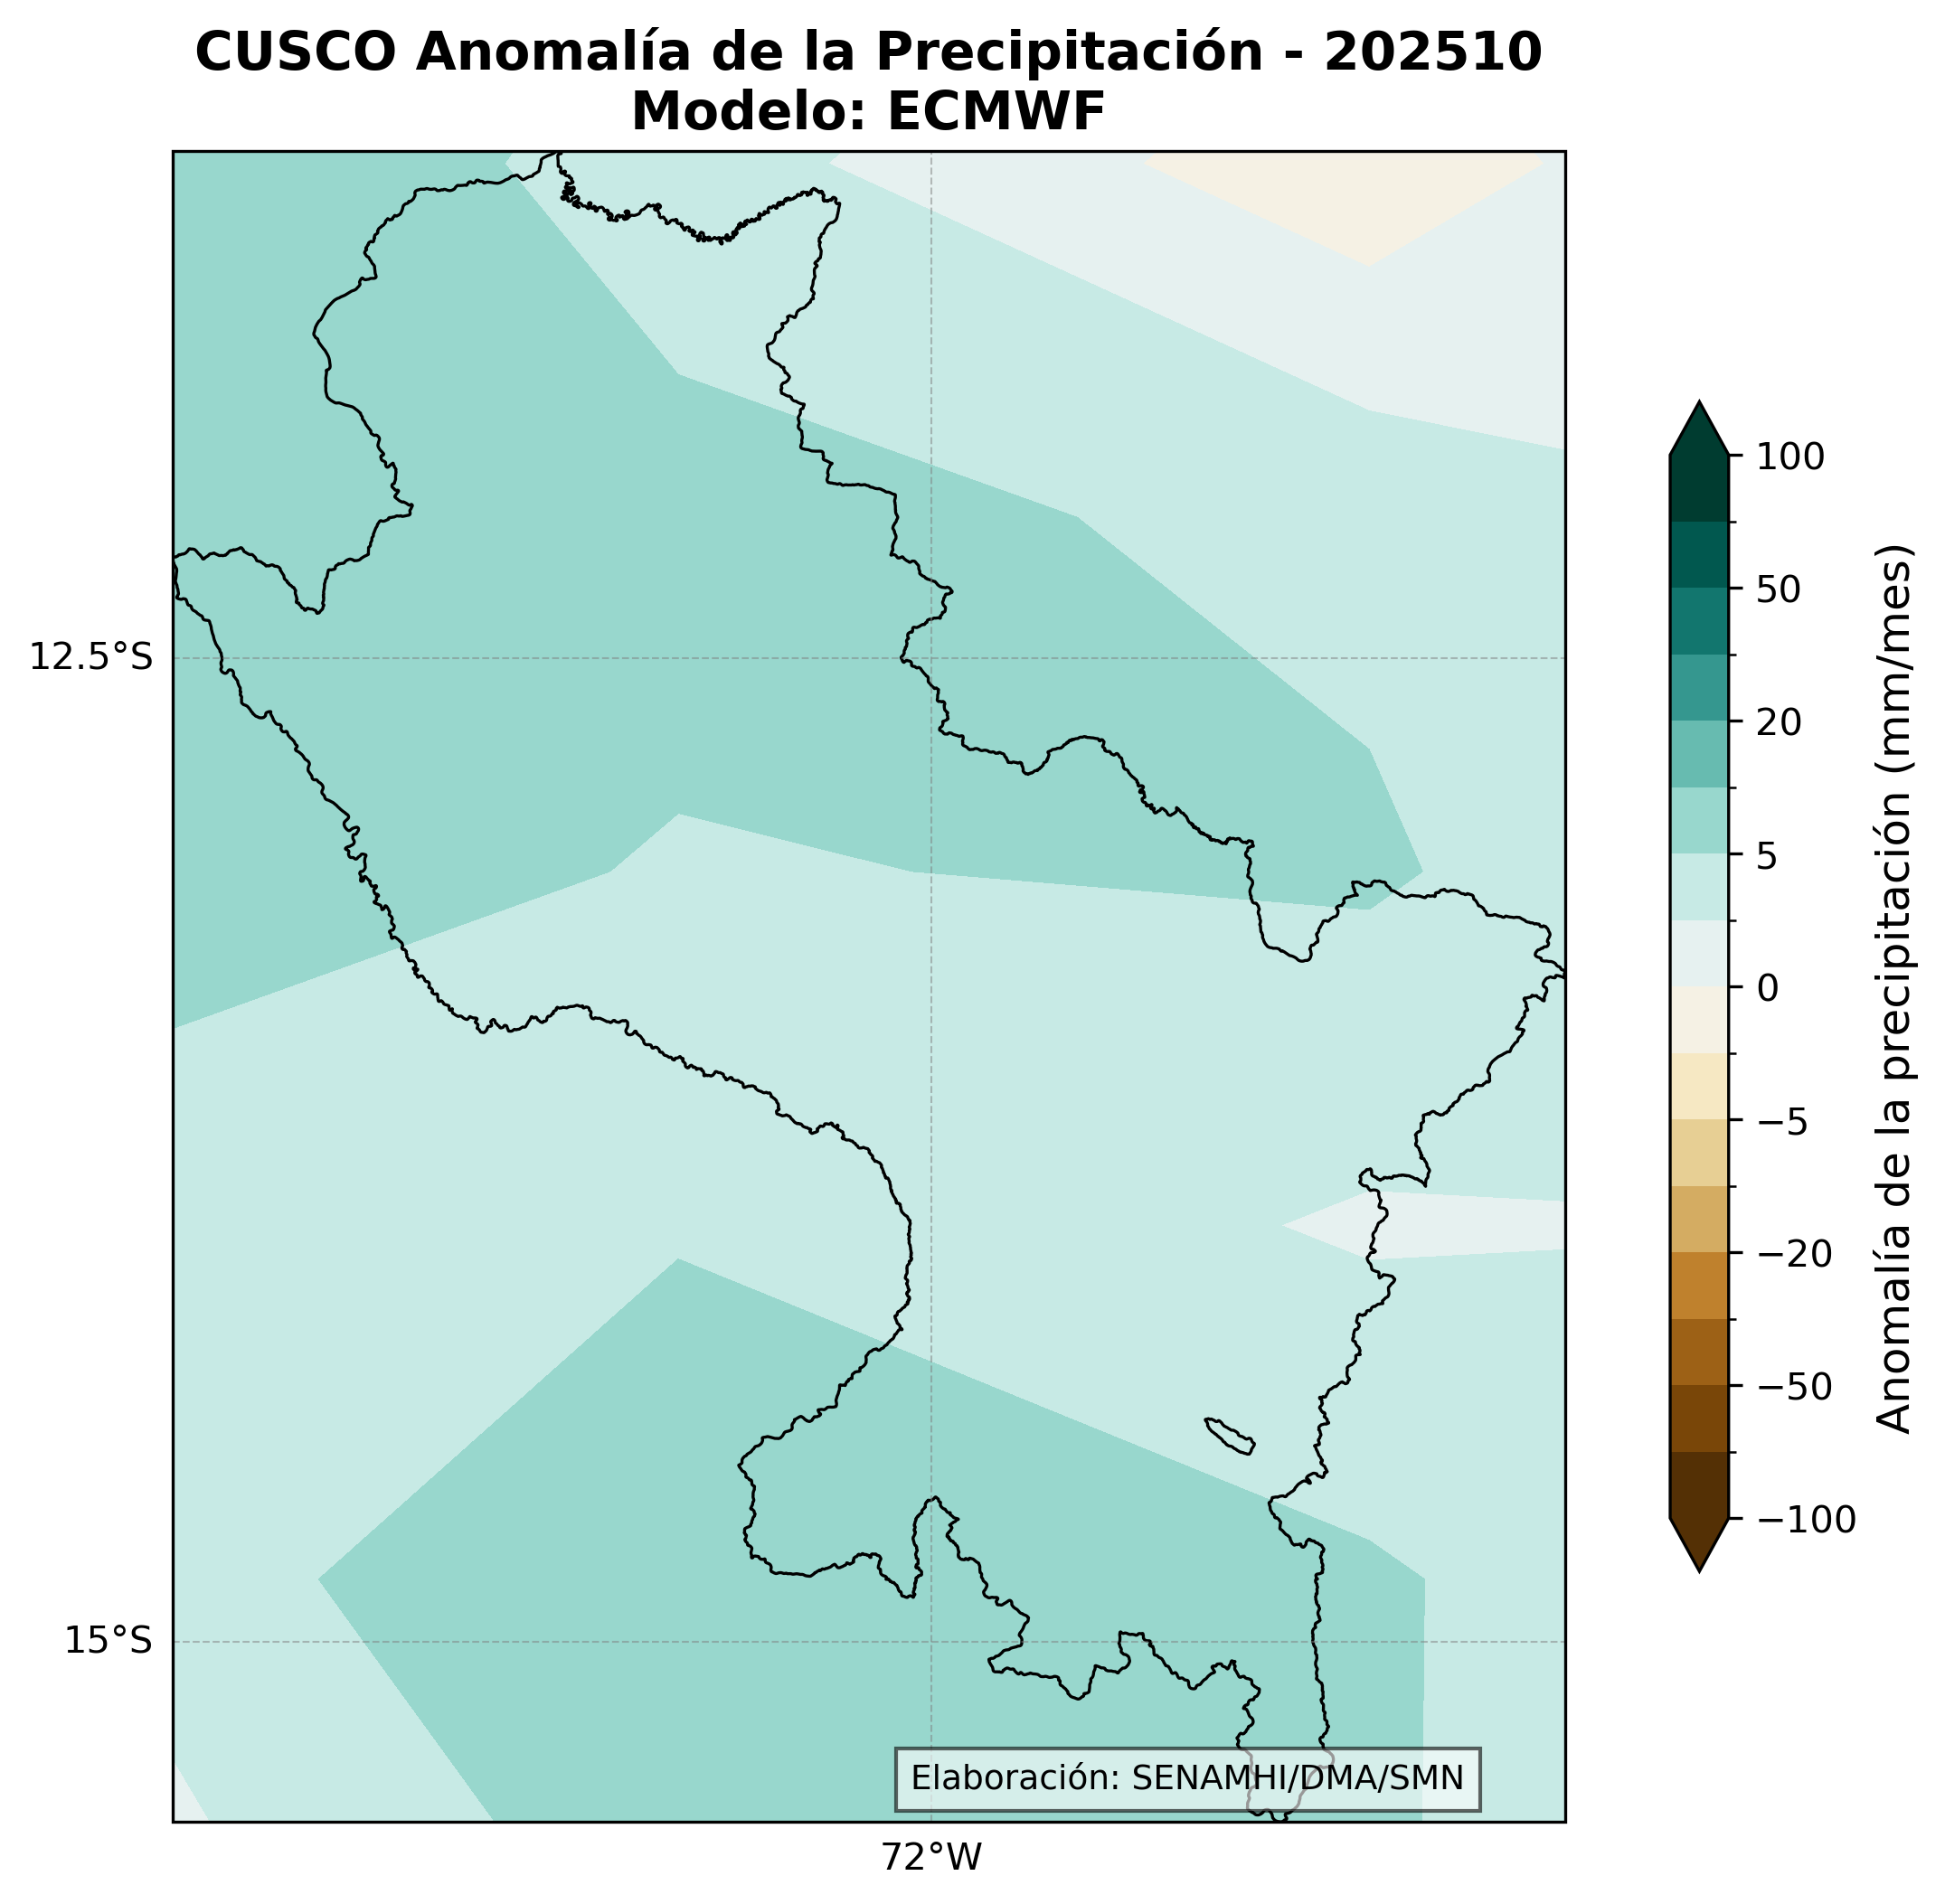 CUSCO Anomalía de la Precipitación - 202510
Modelo: ECMWF
12.5°S
15°S
72°W
Elaboración: SENAMHI/DMA/SMN
100
50
20
5
0
−5
−20
−50
−100
Anomalía de la precipitación (mm/mes)